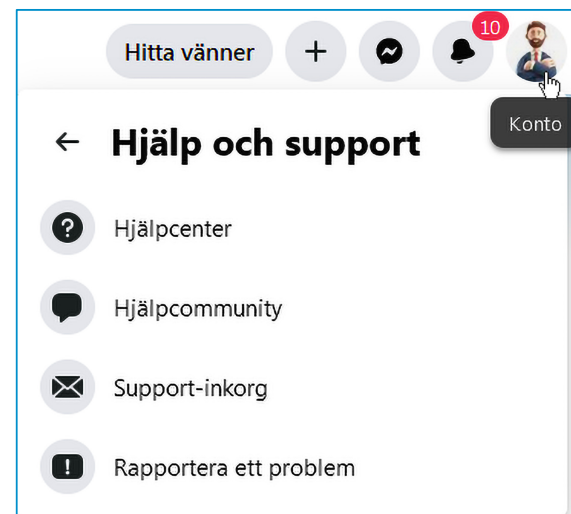 Hitta vänner
10
Konto
Hjälp och support
Hjälpcenter
Hjälpcommunity
Support-inkorg
Rapportera ett problem